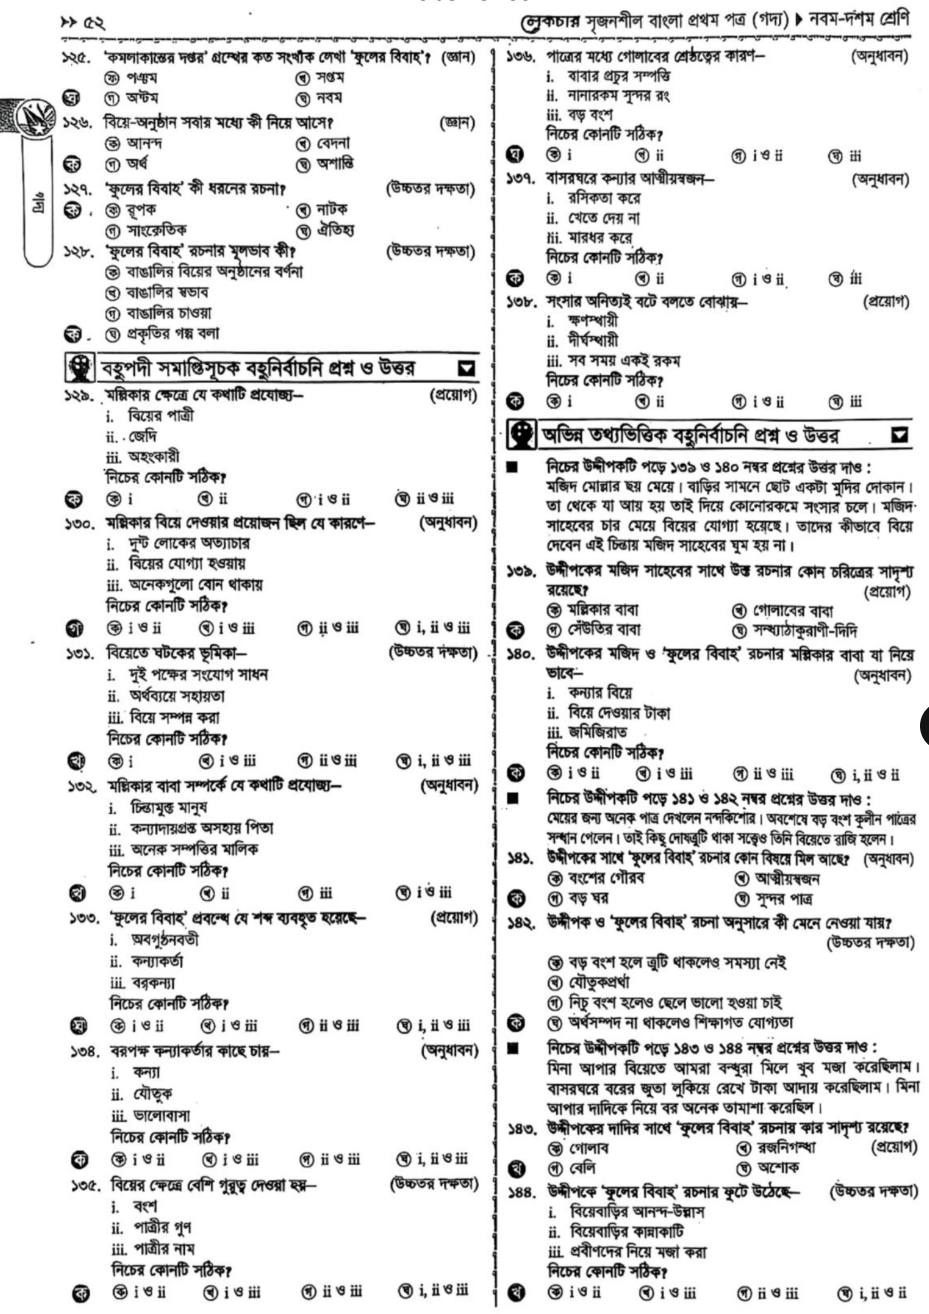 ▸▸ ৫২
লেকচার সৃজনশীল বাংলা প্রথম পত্র (গদ্য) ▶ নবম-দশম শ্রেণি
গদ্য
১২৫. 'কমলাকান্তের দপ্তর' গ্রন্থের কত সংখ্যক লেখা 'ফুলের বিবাহ'? (জ্ঞান)
ⓚ পঞ্চম ⓚ সপ্তম
ঘ গ অষ্টম ঘ নবম
১২৬. বিয়ে-অনুষ্ঠান সবার মধ্যে কী নিয়ে আসে? (জ্ঞান)
ক আনন্দ খ বেদনা
ক গ অর্থ ঘ অশান্তি
১২৭. 'ফুলের বিবাহ' কী ধরনের রচনা? (উচ্চতর দক্ষতা)
ক ক রূপক খ নাটক
গ সাংকেতিক ঘ ঐতিহ্য
১২৮. 'ফুলের বিবাহ' রচনার মূলভাব কী? (উচ্চতর দক্ষতা)
ক বাঙালির বিয়ের অনুষ্ঠানের বর্ণনা
খ বাঙালির স্বভাব
গ বাঙালির চাওয়া
ক ঘ প্রকৃতির গল্প বলা
বহুপদী সমাপ্তিসূচক বহুনির্বাচনি প্রশ্ন ও উত্তর
১২৯. মল্লিকার ক্ষেত্রে যে কথাটি প্রযোজ্য— (প্রয়োগ)
i. বিয়ের পাত্রী
ii. জেদি
iii. অহংকারী
নিচের কোনটি সঠিক?
ক ক i খ ii গ i ও ii ঘ ii ও iii
১৩০. মল্লিকার বিয়ে দেওয়ার প্রয়োজন ছিল যে কারণে— (অনুধাবন)
i. দুষ্ট লোকের অত্যাচার
ii. বিয়ের যোগ্যা হওয়ায়
iii. অনেকগুলো বোন থাকায়
নিচের কোনটি সঠিক?
গ ক i ও ii খ i ও iii গ ii ও iii ঘ i, ii ও iii
১৩১. বিয়েতে ঘটকের ভূমিকা— (উচ্চতর দক্ষতা)
i. দুই পক্ষের সংযোগ সাধন
ii. অর্থব্যয়ে সহায়তা
iii. বিয়ে সম্পন্ন করা
নিচের কোনটি সঠিক?
খ ক i খ i ও iii গ ii ও iii ঘ i, ii ও iii
১৩২. মল্লিকার বাবা সম্পর্কে যে কথাটি প্রযোজ্য— (অনুধাবন)
i. চিন্তামুক্ত মানুষ
ii. কন্যাদায়গ্রস্ত অসহায় পিতা
iii. অনেক সম্পত্তির মালিক
নিচের কোনটি সঠিক?
খ ক i খ ii গ iii ঘ i ও iii
১৩৩. 'ফুলের বিবাহ' প্রবন্ধে যে শব্দ ব্যবহৃত হয়েছে— (প্রয়োগ)
i. অবগুণ্ঠনবতী
ii. কন্যাকর্তা
iii. বরকন্যা
নিচের কোনটি সঠিক?
ঘ ক i ও ii খ i ও iii গ ii ও iii ঘ i, ii ও iii
১৩৪. বরপক্ষ কন্যাকর্তার কাছে চায়— (অনুধাবন)
i. কন্যা
ii. যৌতুক
iii. ভালোবাসা
নিচের কোনটি সঠিক?
ক ক i ও ii খ i ও iii গ ii ও iii ঘ i, ii ও iii
১৩৫. বিয়ের ক্ষেত্রে বেশি গুরুত্ব দেওয়া হয়— (উচ্চতর দক্ষতা)
i. বংশ
ii. পাত্রীর গুণ
iii. পাত্রীর নাম
নিচের কোনটি সঠিক?
ক ক i ও ii খ i ও iii গ ii ও iii ঘ i, ii ও iii
১৩৬. পাত্রের মধ্যে গোলাবের শ্রেষ্ঠত্বের কারণ— (অনুধাবন)
i. বাবার প্রচুর সম্পত্তি
ii. নানারকম সুন্দর রং
iii. বড় বংশ
নিচের কোনটি সঠিক?
ঘ ক i খ ii গ i ও ii ঘ iii
১৩৭. বাসরঘরে কন্যার আত্মীয়স্বজন— (অনুধাবন)
i. রসিকতা করে
ii. খেতে দেয় না
iii. মারধর করে
নিচের কোনটি সঠিক?
ক ক i খ ii গ i ও ii ঘ iii
১৩৮. সংসার অনিত্যই বটে বলতে বোঝায়— (প্রয়োগ)
i. ক্ষণস্থায়ী
ii. দীর্ঘস্থায়ী
iii. সব সময় একই রকম
নিচের কোনটি সঠিক?
ক ক i খ ii গ i ও ii ঘ iii
অভিন্ন তথ্যভিত্তিক বহুনির্বাচনি প্রশ্ন ও উত্তর
■ নিচের উদ্দীপকটি পড়ে ১৩৯ ও ১৪০ নম্বর প্রশ্নের উত্তর দাও :
মজিদ মোল্লার ছয় মেয়ে। বাড়ির সামনে ছোট একটা মুদির দোকান।
তা থেকে যা আয় হয় তাই দিয়ে কোনোরকমে সংসার চলে। মজিদ
সাহেবের চার মেয়ে বিয়ের যোগ্যা হয়েছে। তাদের কীভাবে বিয়ে
দেবেন এই চিন্তায় মজিদ সাহেবের ঘুম হয় না।
১৩৯. উদ্দীপকের মজিদ সাহেবের সাথে উক্ত রচনার কোন চরিত্রের সাদৃশ্য
রয়েছে? (প্রয়োগ)
ক মল্লিকার বাবা খ গোলাবের বাবা
ক গ সেঁউতির বাবা ঘ সন্ধ্যাঠাকুরাণী-দিদি
১৪০. উদ্দীপকের মজিদ ও 'ফুলের বিবাহ' রচনার মল্লিকার বাবা যা নিয়ে
ভাবে— (অনুধাবন)
i. কন্যার বিয়ে
ii. বিয়ে দেওয়ার টাকা
iii. জমিজিরাত
নিচের কোনটি সঠিক?
ক ক i ও ii খ i ও iii গ ii ও iii ঘ i, ii ও ii
■ নিচের উদ্দীপকটি পড়ে ১৪১ ও ১৪২ নম্বর প্রশ্নের উত্তর দাও :
মেয়ের জন্য অনেক পাত্র দেখলেন নন্দকিশোর। অবশেষে বড় বংশ কুলীন পাত্রের
সন্ধান পেলেন। তাই কিছু দোষত্রুটি থাকা সত্ত্বেও তিনি বিয়েতে রাজি হলেন।
১৪১. উদ্দীপকের সাথে 'ফুলের বিবাহ' রচনার কোন বিষয়ে মিল আছে? (অনুধাবন)
ক বংশের গৌরব খ আত্মীয়স্বজন
ক গ বড় ঘর ঘ সুন্দর পাত্র
১৪২. উদ্দীপক ও 'ফুলের বিবাহ' রচনা অনুসারে কী মেনে নেওয়া যায়?
(উচ্চতর দক্ষতা)
ক বড় বংশ হলে ত্রুটি থাকলেও সমস্যা নেই
খ যৌতুকপ্রথা
গ নিচু বংশ হলেও ছেলে ভালো হওয়া চাই
ক ঘ অর্থসম্পদ না থাকলেও শিক্ষাগত যোগ্যতা
■ নিচের উদ্দীপকটি পড়ে ১৪৩ ও ১৪৪ নম্বর প্রশ্নের উত্তর দাও :
মিনা আপার বিয়েতে আমরা বন্ধুরা মিলে খুব মজা করেছিলাম।
বাসরঘরে বরের জুতা লুকিয়ে রেখে টাকা আদায় করেছিলাম। মিনা
আপার দাদিকে নিয়ে বর অনেক তামাশা করেছিল।
১৪৩. উদ্দীপকের দাদির সাথে 'ফুলের বিবাহ' রচনায় কার সাদৃশ্য রয়েছে?
ক গোলাব খ রজনিগন্ধা (প্রয়োগ)
খ গ বেলি ঘ অশোক
১৪৪. উদ্দীপকে 'ফুলের বিবাহ' রচনার ফুটে উঠেছে— (উচ্চতর দক্ষতা)
i. বিয়েবাড়ির আনন্দ-উল্লাস
ii. বিয়েবাড়ির কান্নাকাটি
iii. প্রবীণদের নিয়ে মজা করা
নিচের কোনটি সঠিক?
খ ক i ও ii খ i ও iii গ ii ও iii ঘ i, ii ও ii